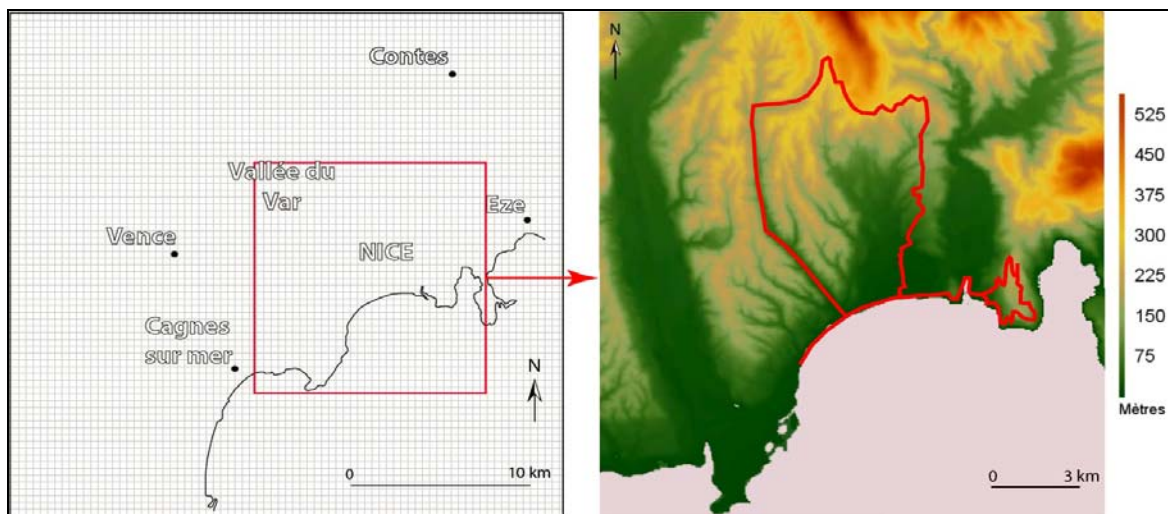 Contes
Vallée du
Var
Eze
Vence
NICE
Cagnes
sur mer
N
0 10 km
N
525
450
375
300
225
150
75
Mètres
0 3 km